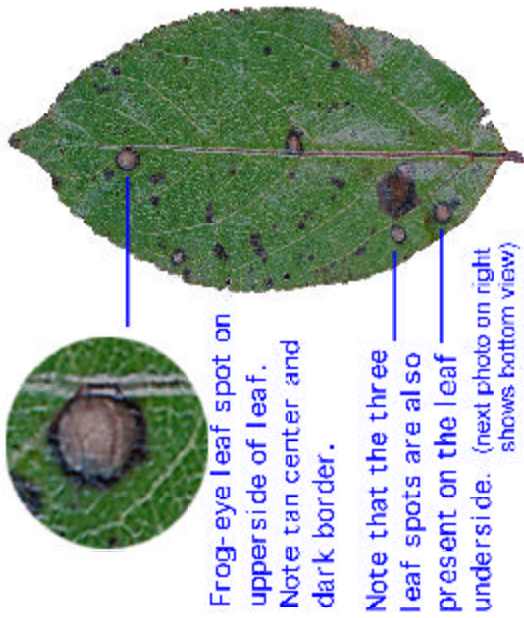 Frog-eye leaf spot on
upperside of leaf.
Note tan center and
dark border.
Note that the three
leaf spots are also
present on the leaf
underside. (next photo on right
shows bottom view)